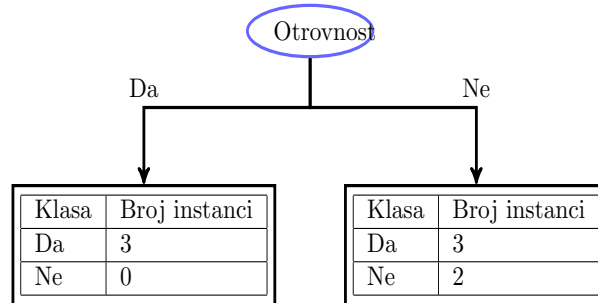 Otrovnost
Da Ne
Klasa Broj instanci
Da 3
Ne 0
Klasa Broj instanci
Da 3
Ne 2